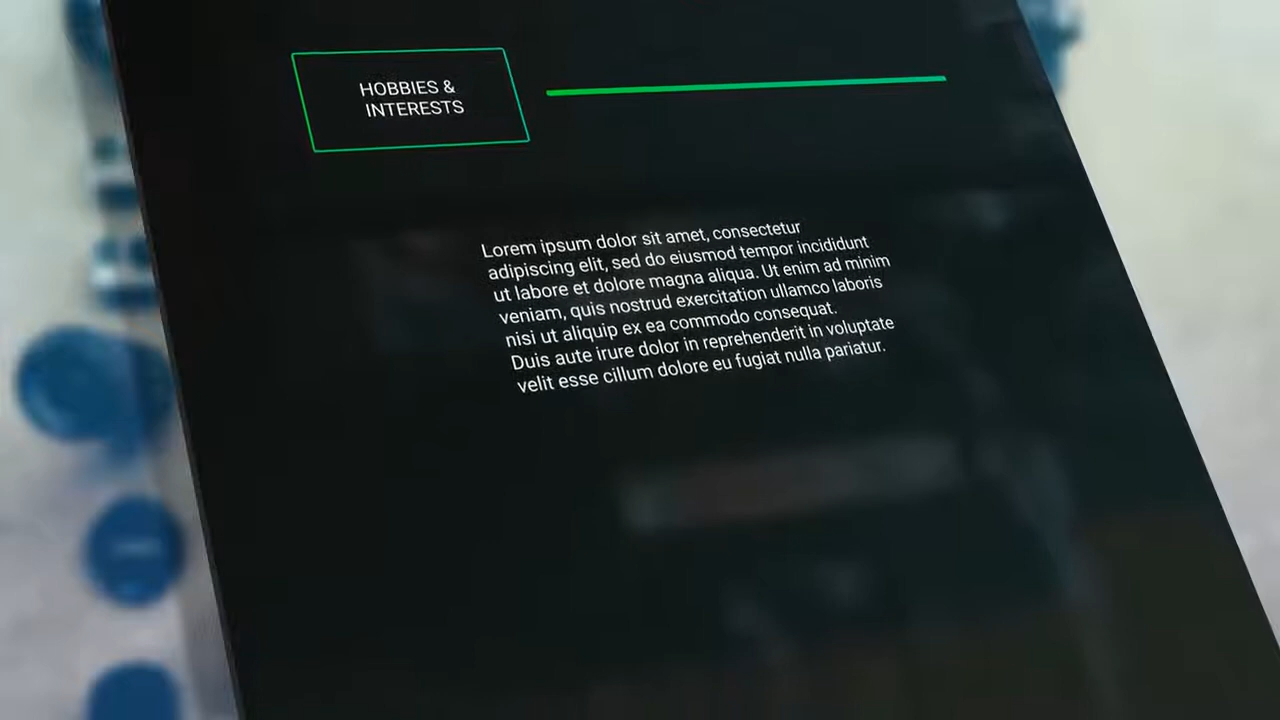 HOBBIES &
INTERESTS
Lorem ipsum dolor sit amet, consectetur
adipiscing elit, sed do eiusmod tempor incididunt
ut labore et dolore magna aliqua. Ut enim ad minim
veniam, quis nostrud exercitation ullamco laboris
nisi ut aliquip ex ea commodo consequat.
Duis aute irure dolor in reprehenderit in voluptate
velit esse cillum dolore eu fugiat nulla pariatur.